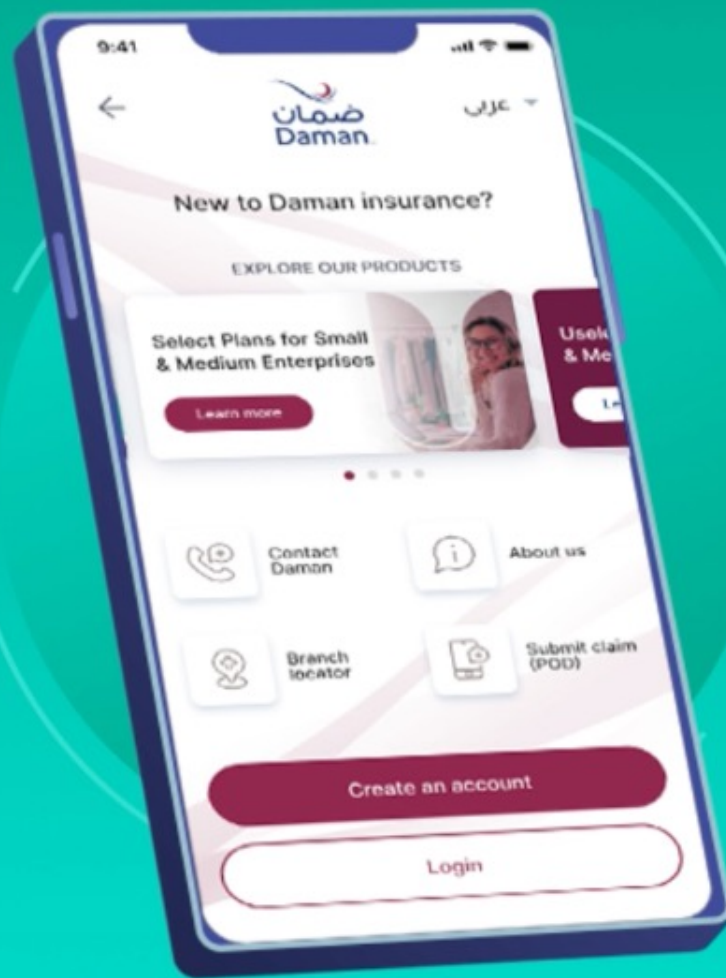 9:41
ضمان
Daman
عربي
New to Daman insurance?
EXPLORE OUR PRODUCTS
Select Plans for Small
& Medium Enterprises
Learn more
& Me
Contact
Daman
About us
Branch
locator
Submit claim
(POD)
Create an account
Login